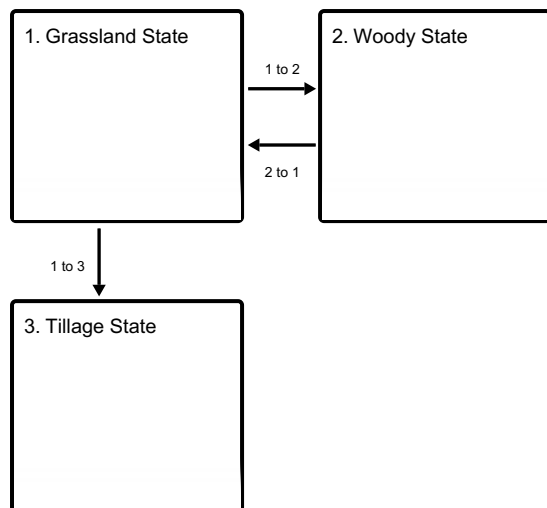 1. Grassland State
2. Woody State
1 to 2
2 to 1
1 to 3
3. Tillage State